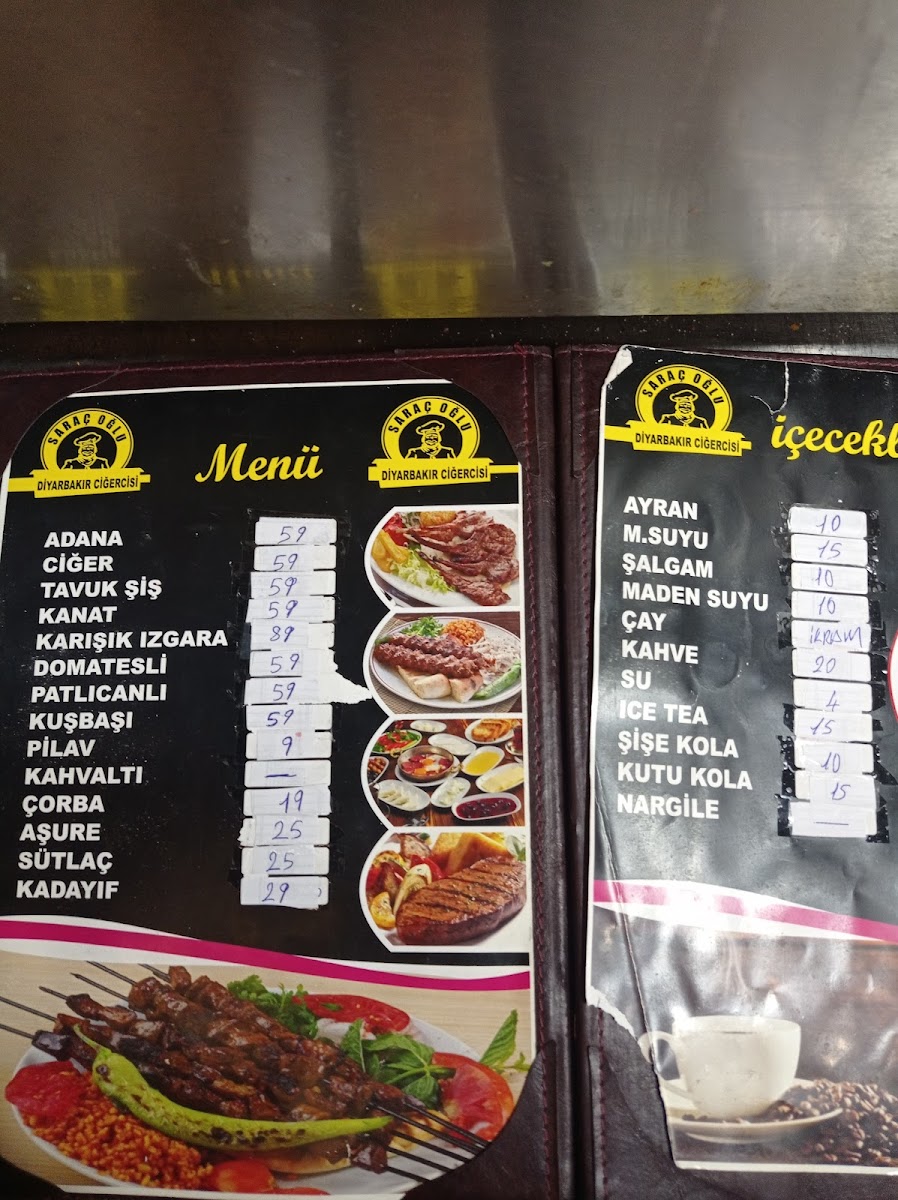 SARAÇ OĞLU
DİYARBAKIR CİĞERCİSİ
Menü
SARAÇ OĞLU
DİYARBAKIR CİĞERCİSİ
ADANA 59
CİĞER 59
TAVUK ŞİŞ 59
KANAT 59
KARIŞIK IZGARA 89
DOMATESLİ 59
PATLICANLI 59
KUŞBAŞI 59
PİLAV 9
KAHVALTI —
ÇORBA 19
AŞURE 25
SÜTLAÇ 25
KADAYIF 29
SARAÇ OĞLU
DİYARBAKIR CİĞERCİSİ
içecekl
AYRAN 10
M.SUYU 15
ŞALGAM 10
MADEN SUYU 10
ÇAY İKRAM
KAHVE 20
SU 4
ICE TEA 15
ŞİŞE KOLA 10
KUTU KOLA 15
NARGİLE —